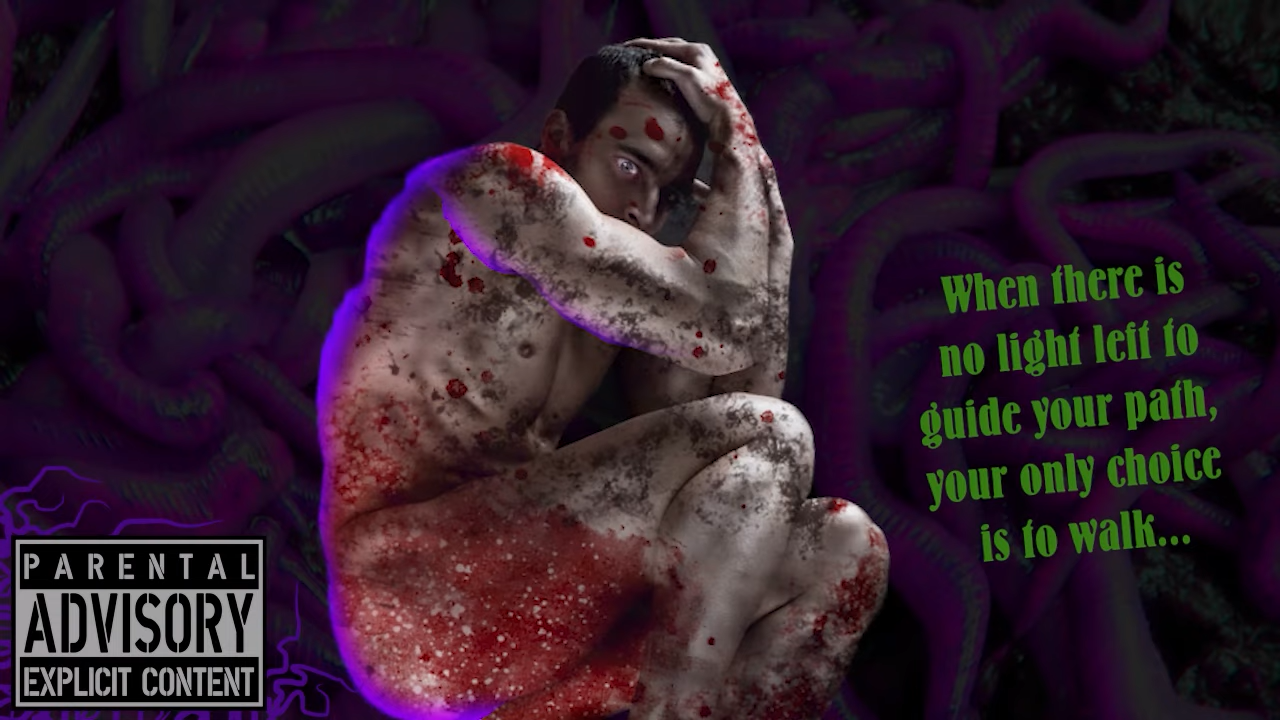 When there is
no light left to
guide your path,
your only choice
is to walk...
PARENTAL
ADVISORY
EXPLICIT CONTENT